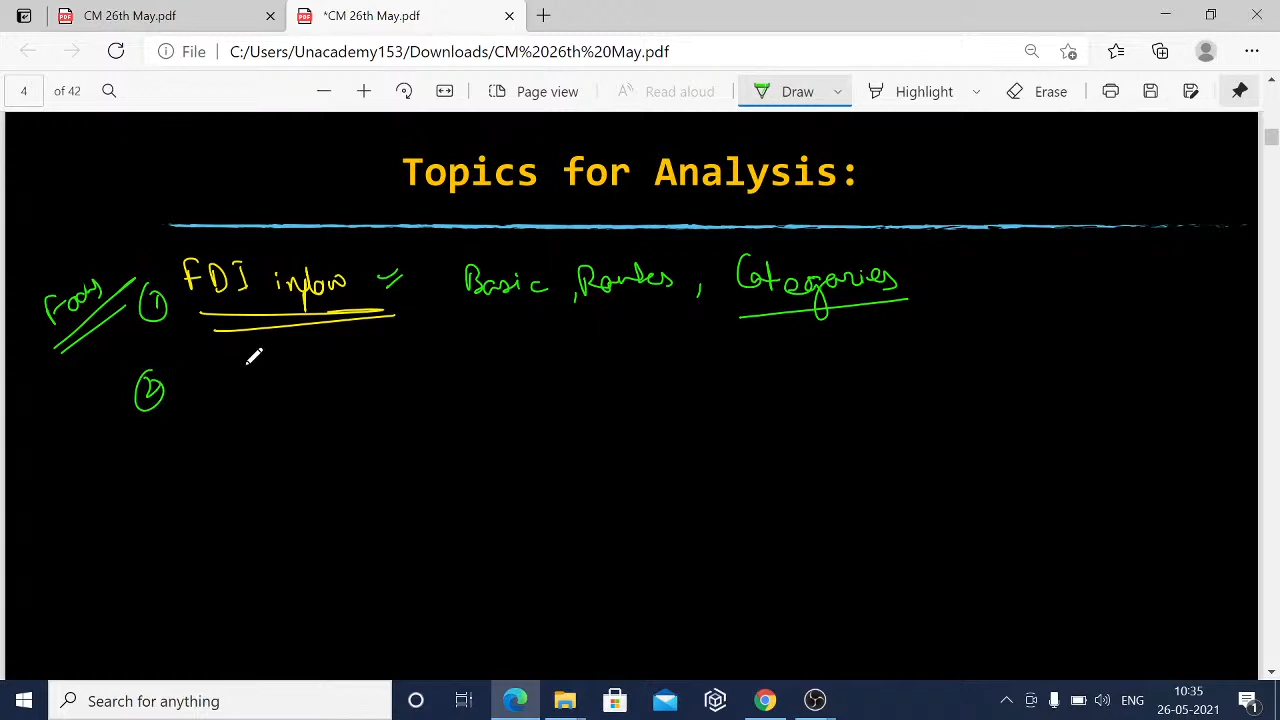 CM 26th May.pdf
*CM 26th May.pdf
File C:/Users/Unacademy153/Downloads/CM%2026th%20May.pdf
4 of 42 Page view Read aloud Draw Highlight Erase
Topics for Analysis:
① FDI inflow Basic, Routes, Categories
②
Search for anything
ENG
10:35
26-05-2021